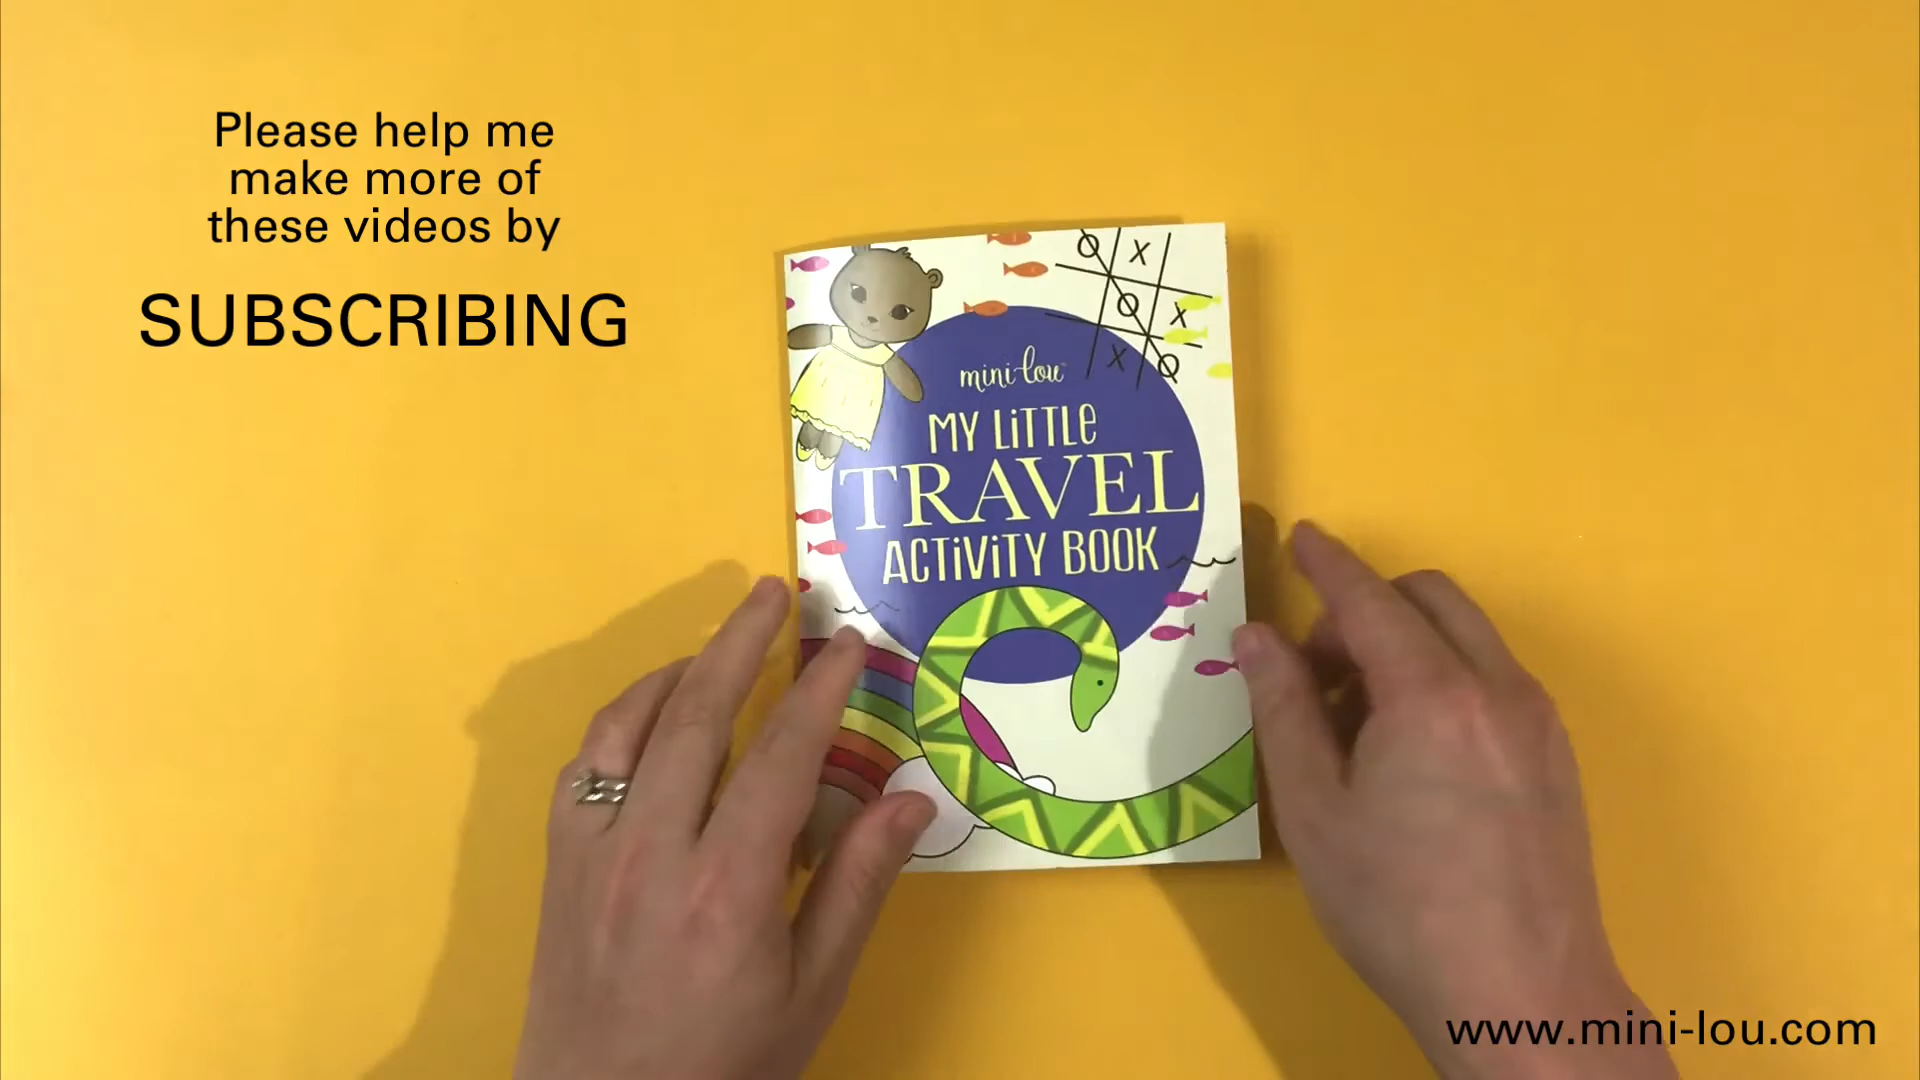 Please help me
make more of
these videos by
SUBSCRIBING
O X
O X
X O
mini-lou
MY LiTTLe
TRAVEL
ACTiViTY BOOK
www.mini-lou.com